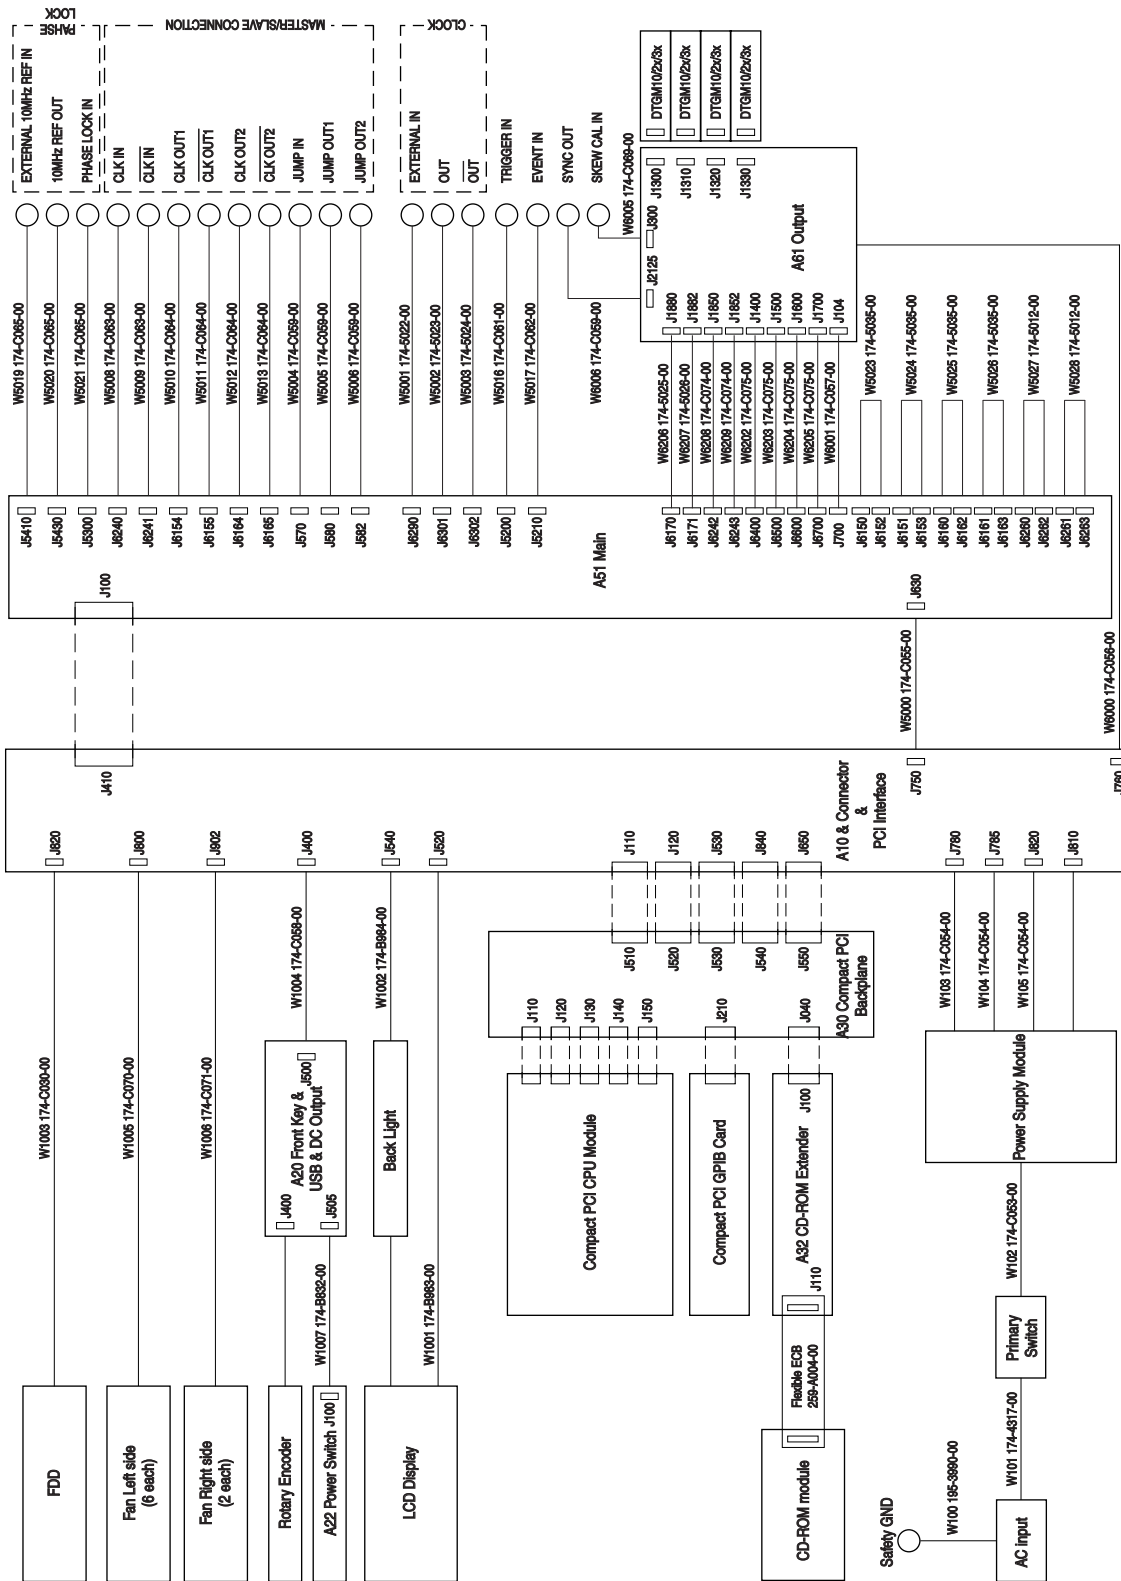 PAHSE
LOCK
EXTERNAL 10MHz REF IN
10MHz REF OUT
PHASE LOCK IN
MASTER/SLAVE CONNECTION
CLK IN
CLK IN
CLK OUT1
CLK OUT1
CLK OUT2
CLK OUT2
JUMP IN
JUMP OUT1
JUMP OUT2
CLOCK
EXTERNAL IN
OUT
OUT
TRIGGER IN
EVENT IN
SYNC OUT
SKEW CAL IN
W5019 174-C065-00
W5020 174-C065-00
W5021 174-C065-00
W5008 174-C063-00
W5009 174-C063-00
W5010 174-C064-00
W5011 174-C064-00
W5012 174-C064-00
W5013 174-C064-00
W5004 174-C059-00
W5005 174-C059-00
W5006 174-C059-00
W5001 174-5022-00
W5002 174-5023-00
W5003 174-5024-00
W5016 174-C061-00
W5017 174-C062-00
W6006 174-C059-00
W6005 174-C069-00
DTGM10/2x/3x
DTGM10/2x/3x
DTGM10/2x/3x
DTGM10/2x/3x
J1300
J1310
J1320
J1330
J300
J2125
A61 Output
J1880
J1882
J1850
J1852
J1400
J1500
J1600
J1700
J104
W6206 174-5025-00
W6207 174-5026-00
W6208 174-C074-00
W6209 174-C074-00
W6202 174-C075-00
W6203 174-C075-00
W6204 174-C075-00
W6205 174-C075-00
W6001 174-C057-00
W5023 174-5035-00
W5024 174-5035-00
W5025 174-5035-00
W5026 174-5035-00
W5027 174-5012-00
W5028 174-5012-00
J5410
J5430
J5300
J6240
J6241
J6154
J6155
J6164
J6165
J570
J580
J582
J6290
J6301
J6302
J5200
J5210
J6170
J6171
J6242
J6243
J6400
J6500
J6600
J6700
J700
J6150
J6152
J6151
J6153
J6160
J6162
J6161
J6163
J6260
J6262
J6261
J6263
A51 Main
J100
J630
W5000 174-C055-00
W6000 174-C056-00
J410
J750
J760
A10 & Connector
&
PCI Interface
J820
J800
J902
J400
J540
J520
J110
J120
J530
J640
J650
J780
J785
J820
J810
W1003 174-C030-00
W1005 174-C070-00
W1006 174-C071-00
W1004 174-C058-00
W1002 174-B984-00
W103 174-C054-00
W104 174-C054-00
W105 174-C054-00
J510
J520
J530
J540
J550
A30 Compact PCI
Backplane
J110
J120
J130
J140
J150
J210
J040
J500
A20 Front Key &
USB & DC Output
J400
J505
Back Light
Compact PCI CPU Module
Compact PCI GPIB Card
J100
A32 CD-ROM Extender
J110
Power Supply Module
W1007 174-B832-00
W1001 174-B983-00
Flexible ECB
259-A004-00
W102 174-C053-00
Primary
Switch
W101 174-4317-00
W100 195-3990-00
FDD
Fan Left side
(6 each)
Fan Right side
(2 each)
Rotary Encoder
A22 Power Switch J100
LCD Display
CD-ROM module
Safety GND
AC input